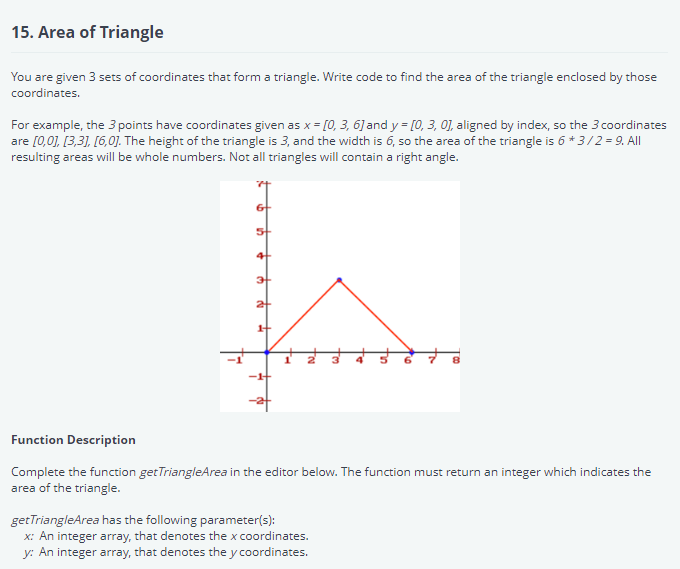 15. Area of Triangle
You are given 3 sets of coordinates that form a triangle. Write code to find the area of the triangle enclosed by those
coordinates.
For example, the 3 points have coordinates given as x = [0, 3, 6] and y = [0, 3, 0], aligned by index, so the 3 coordinates
are [0,0], [3,3], [6,0]. The height of the triangle is 3, and the width is 6, so the area of the triangle is 6 * 3 / 2 = 9. All
resulting areas will be whole numbers. Not all triangles will contain a right angle.
7
6
5
4
3
2
1
-1 1 2 3 4 5 6 7 8
-1
-2
Function Description
Complete the function getTriangleArea in the editor below. The function must return an integer which indicates the
area of the triangle.
getTriangleArea has the following parameter(s):
x: An integer array, that denotes the x coordinates.
y: An integer array, that denotes the y coordinates.